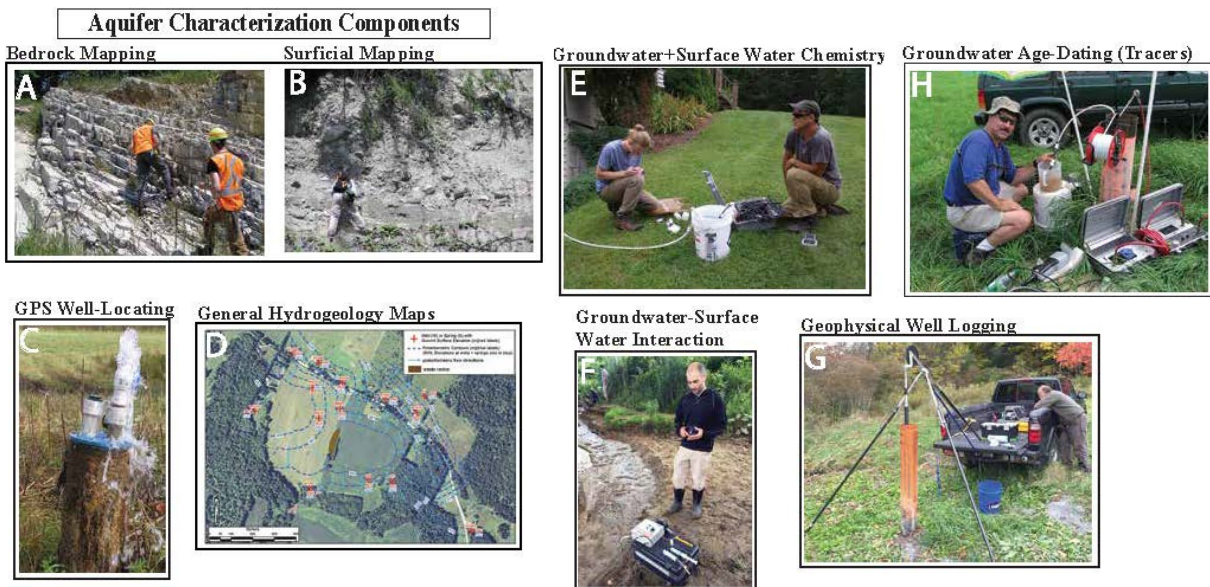 Aquifer Characterization Components
Bedrock Mapping
Surficial Mapping
Groundwater+Surface Water Chemistry
Groundwater Age-Dating (Tracers)
A
B
E
H
GPS Well-Locating
General Hydrogeology Maps
Groundwater-Surface
Water Interaction
Geophysical Well Logging
C
D
F
G